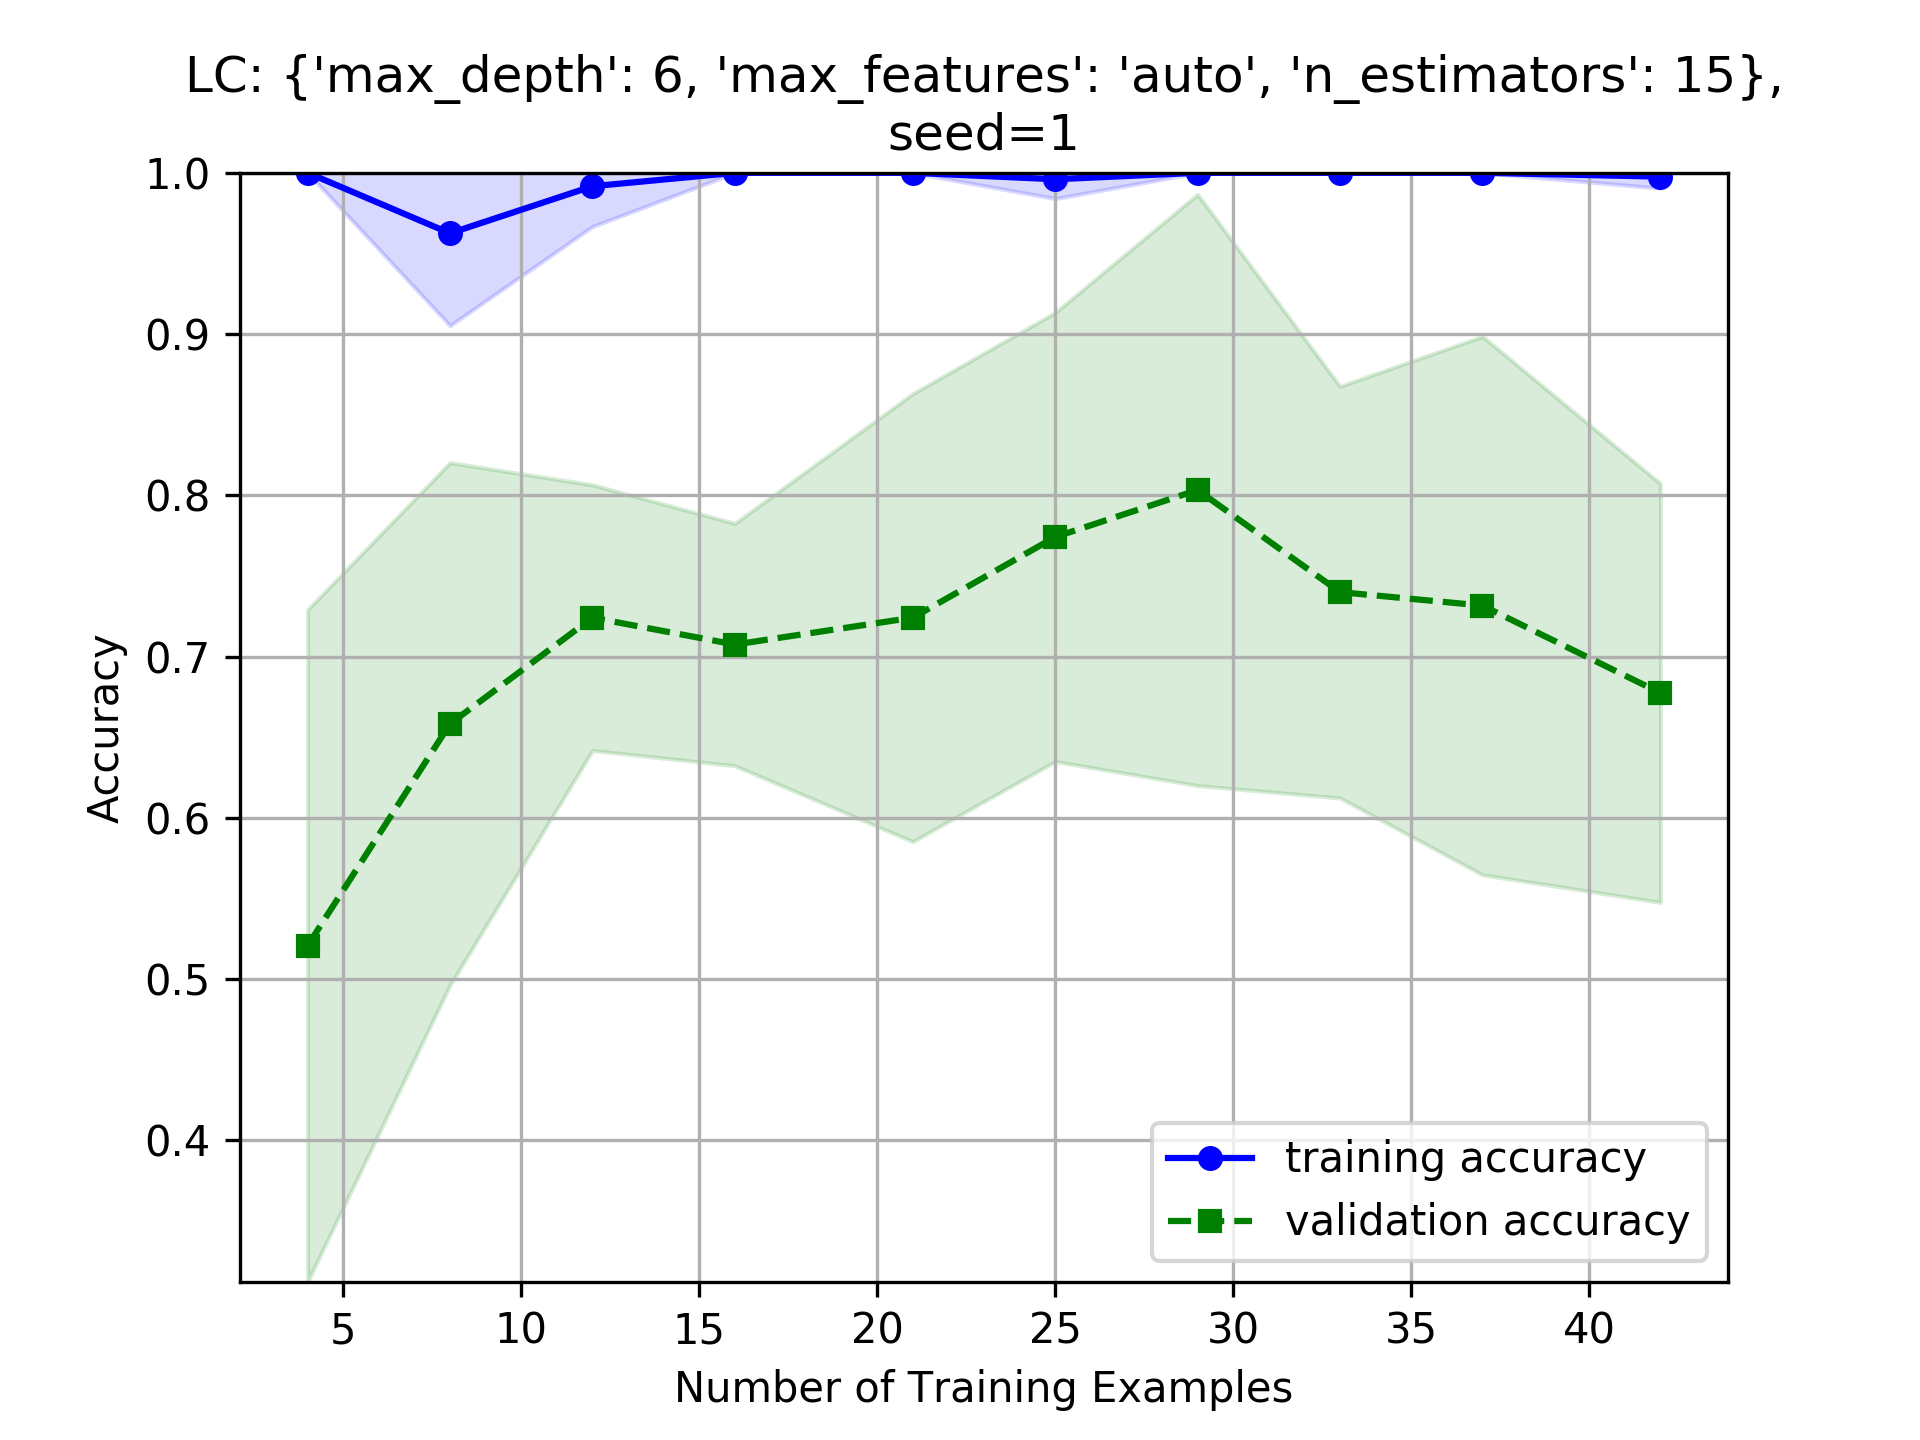 LC: {'max_depth': 6, 'max_features': 'auto', 'n_estimators': 15},
seed=1
1.0
0.9
0.8
0.7
0.6
0.5
0.4
Accuracy
training accuracy
validation accuracy
5 10 15 20 25 30 35 40
Number of Training Examples